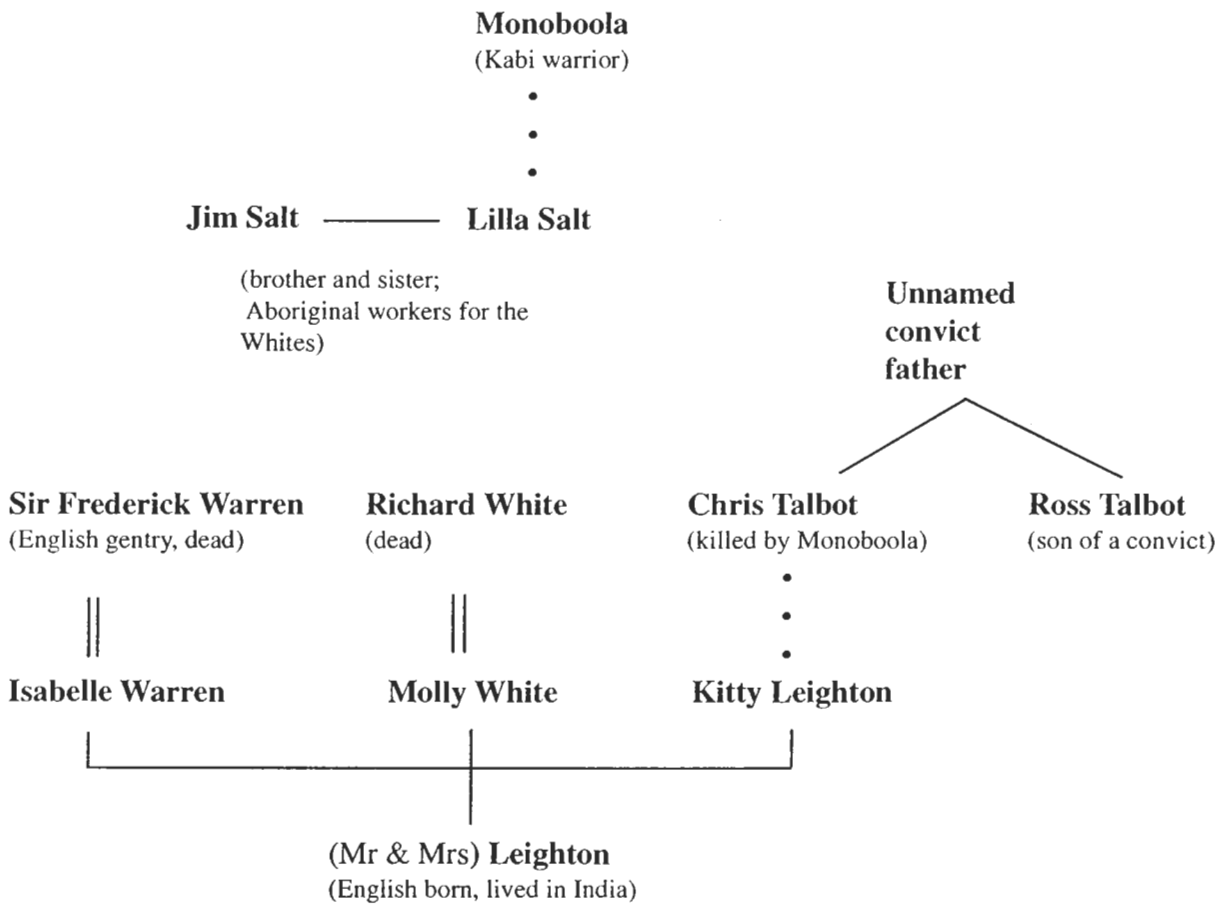 Monoboola
(Kabi warrior)
Jim Salt
Lilla Salt
(brother and sister;
Aboriginal workers for the
Whites)
Unnamed
convict
father
Sir Frederick Warren
(English gentry, dead)
Richard White
(dead)
Chris Talbot
(killed by Monoboola)
Ross Talbot
(son of a convict)
Isabelle Warren
Molly White
Kitty Leighton
(Mr & Mrs) Leighton
(English born, lived in India)